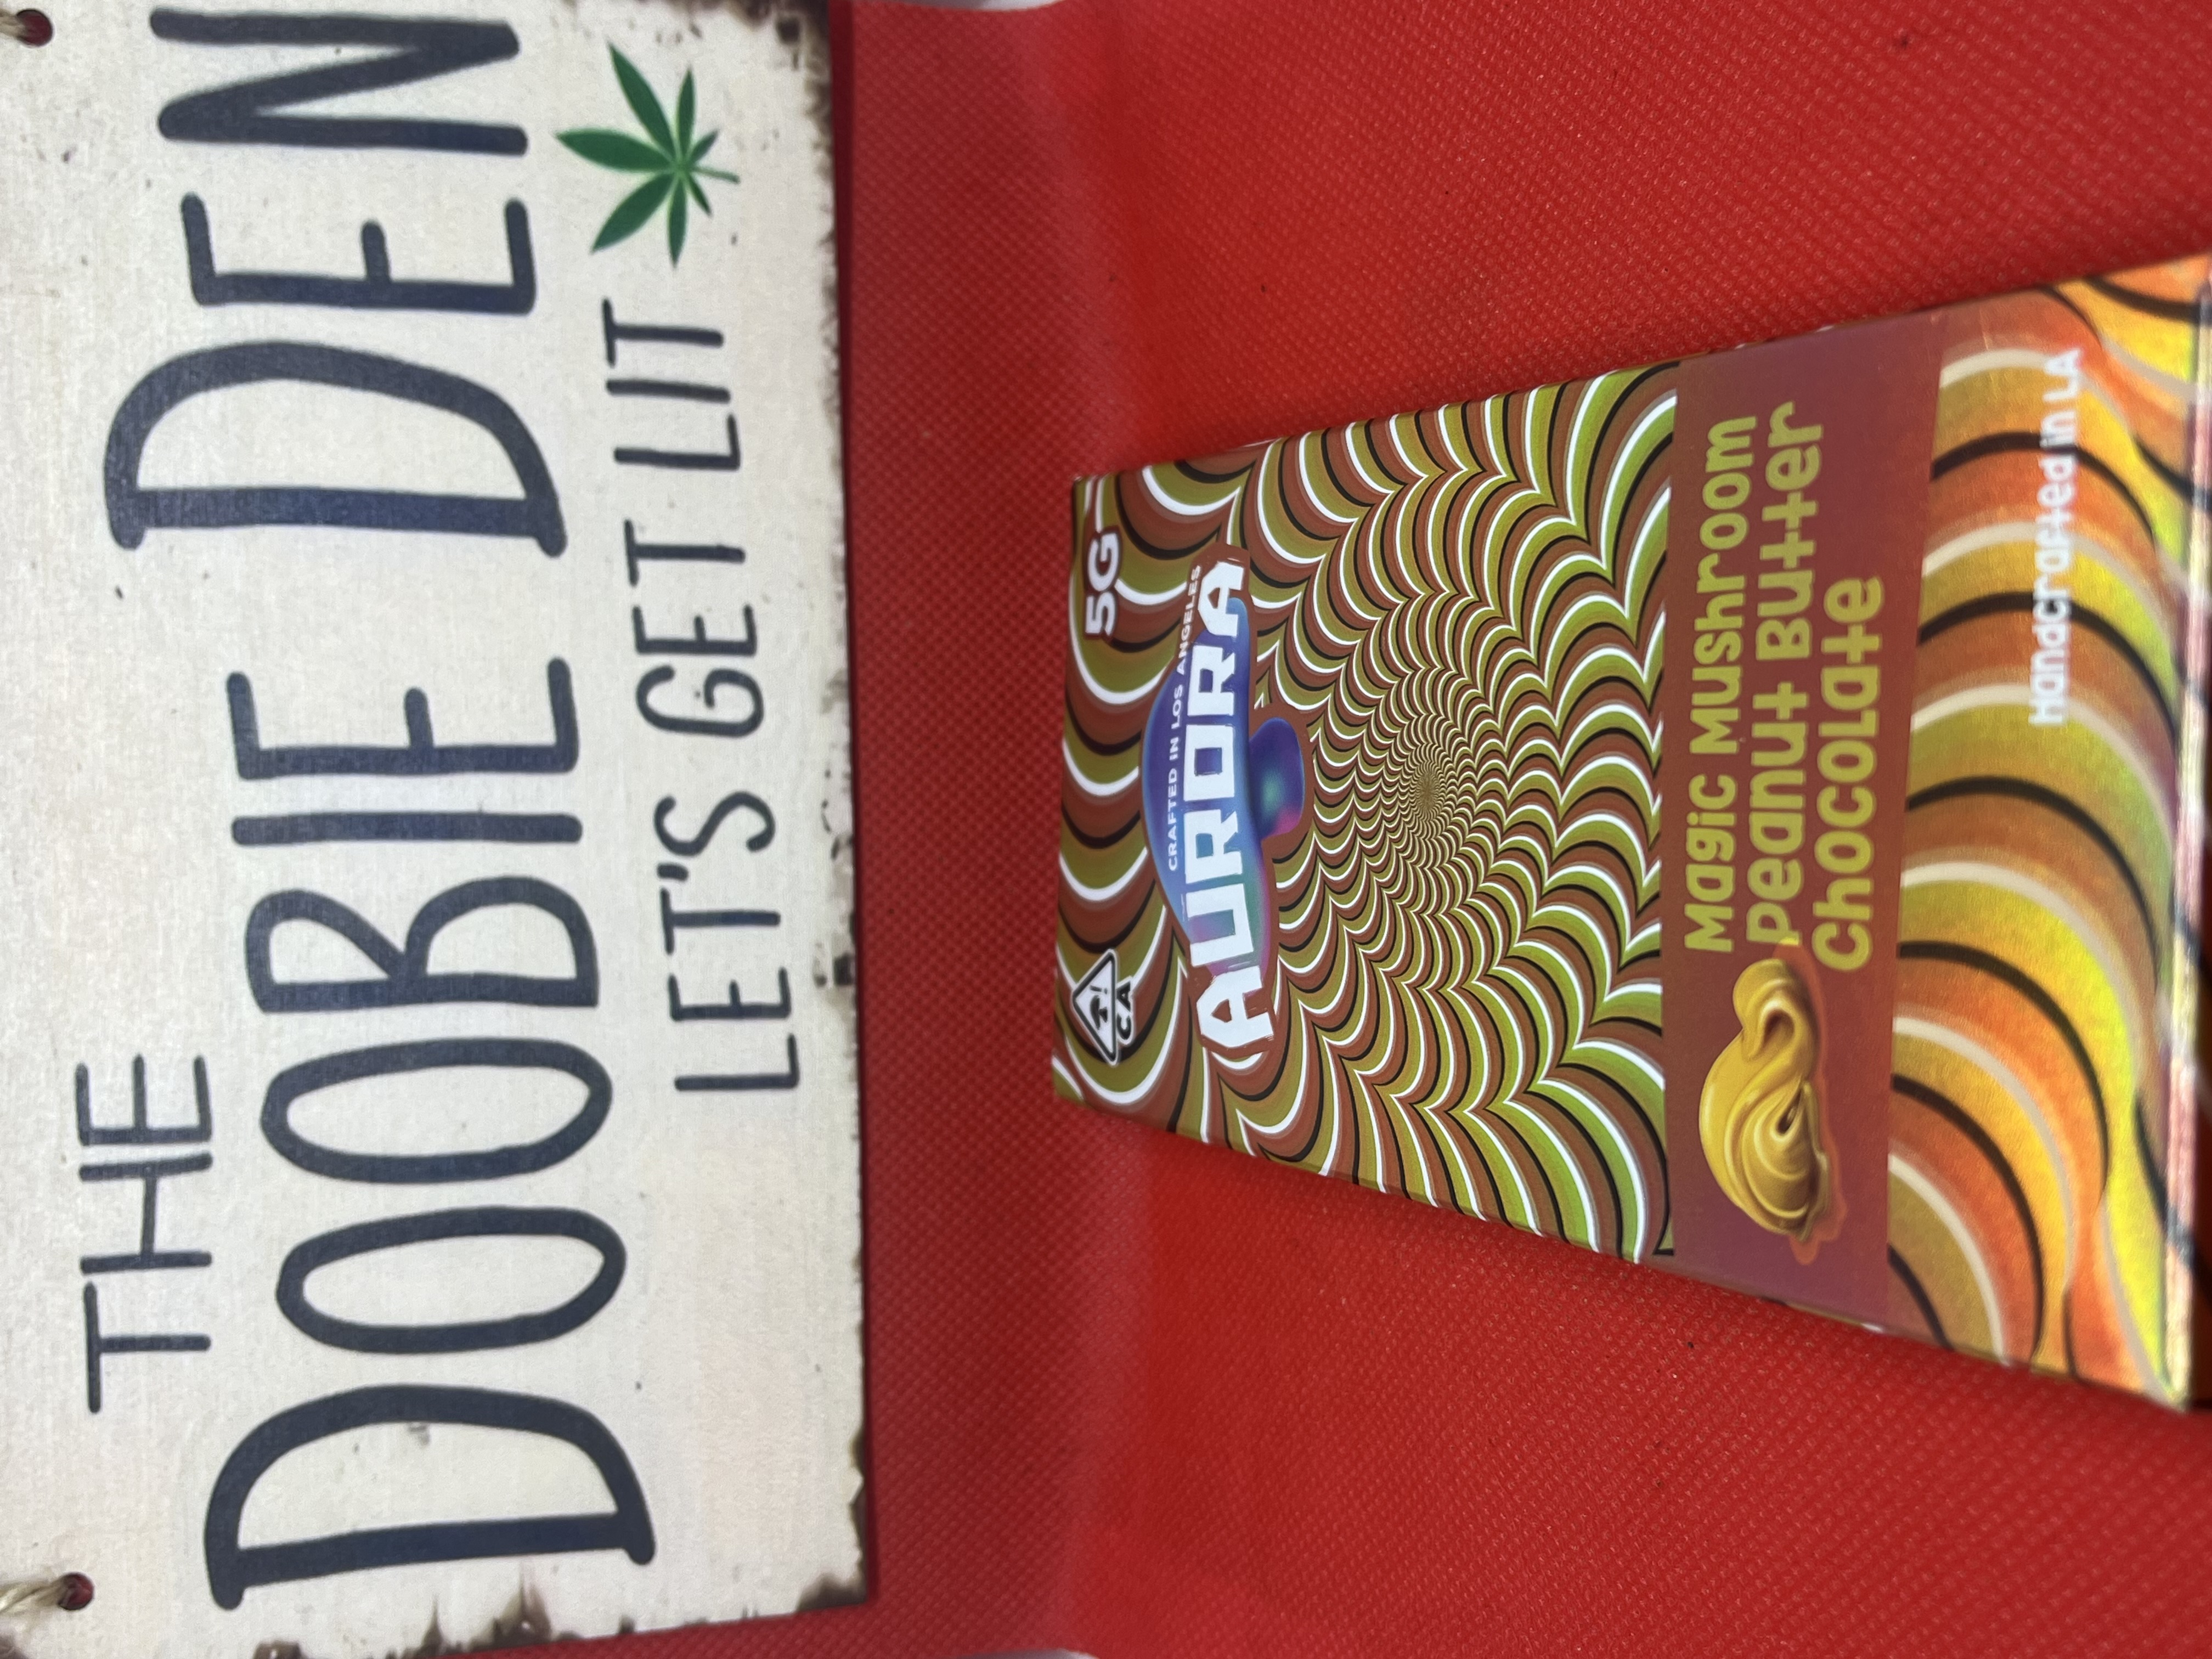 THE
DOOBIE DEN
LET'S GET LIT
5G
! CA
CRAFTED IN LOS ANGELES
AURORA
Magic Mushroom
Peanut Butter
Chocolate
Handcrafted in LA